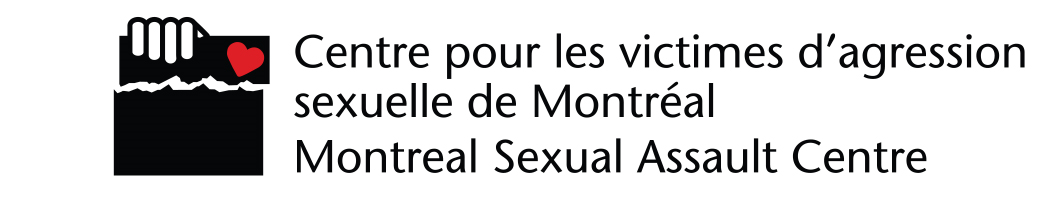 Centre pour les victimes d’agression
sexuelle de Montréal
Montreal Sexual Assault Centre